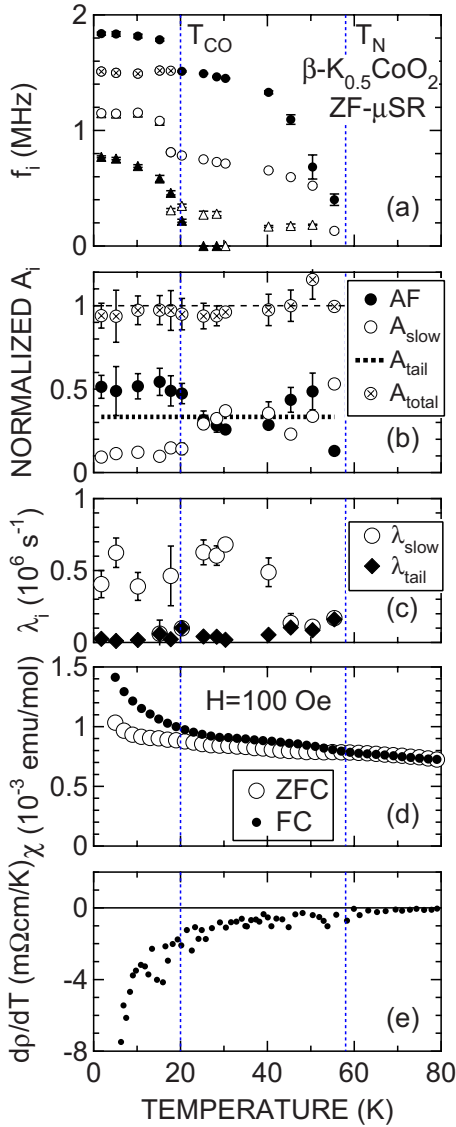 T_CO
T_N
β-K_0.5CoO_2
ZF-μSR
f_i (MHz)
2
1
0
(a)
NORMALIZED A_i
1
0.5
0
AF
A_slow
A_tail
A_total
(b)
λ_i (10^6 s^-1)
1
0.5
0
λ_slow
λ_tail
(c)
χ (10^-3 emu/mol)
1.5
1
0.5
0
H=100 Oe
ZFC
FC
(d)
dρ/dT (mΩcm/K)
0
-4
-8
(e)
0
20
40
60
80
TEMPERATURE (K)